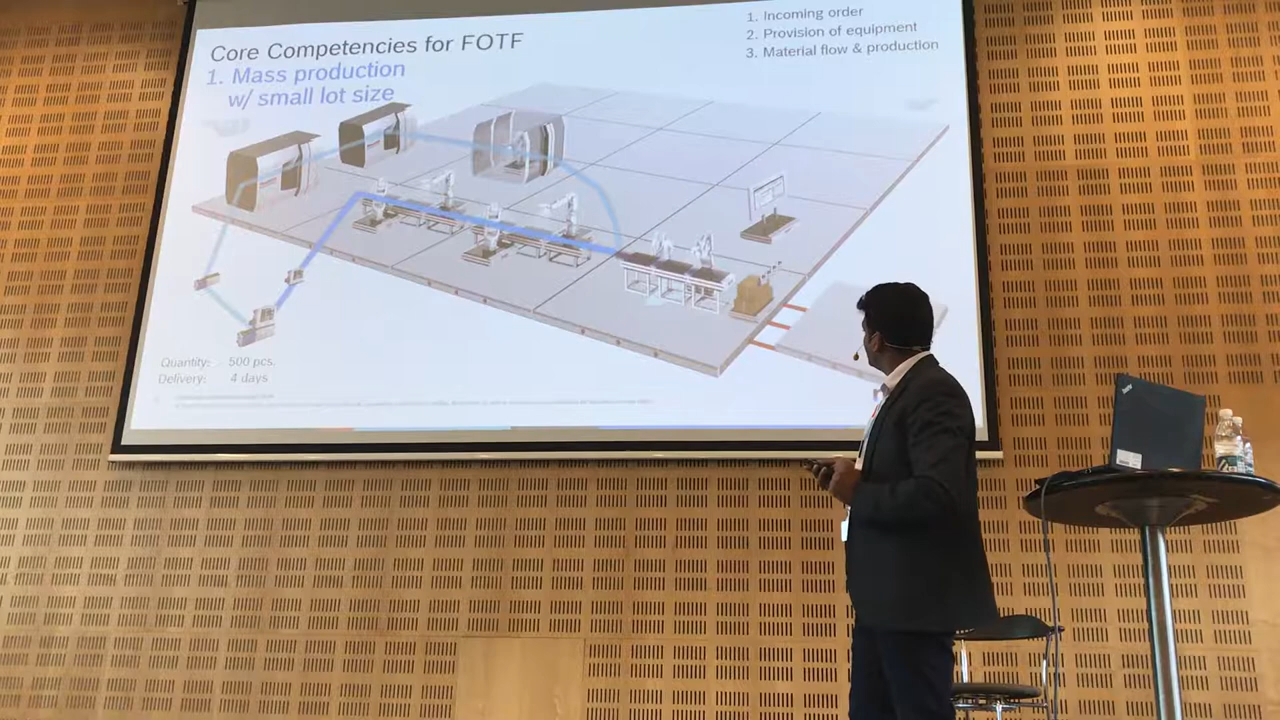 Core Competencies for FOTF
1. Mass production
w/ small lot size
1. Incoming order
2. Provision of equipment
3. Material flow & production
Quantity: 500 pcs.
Delivery: 4 days